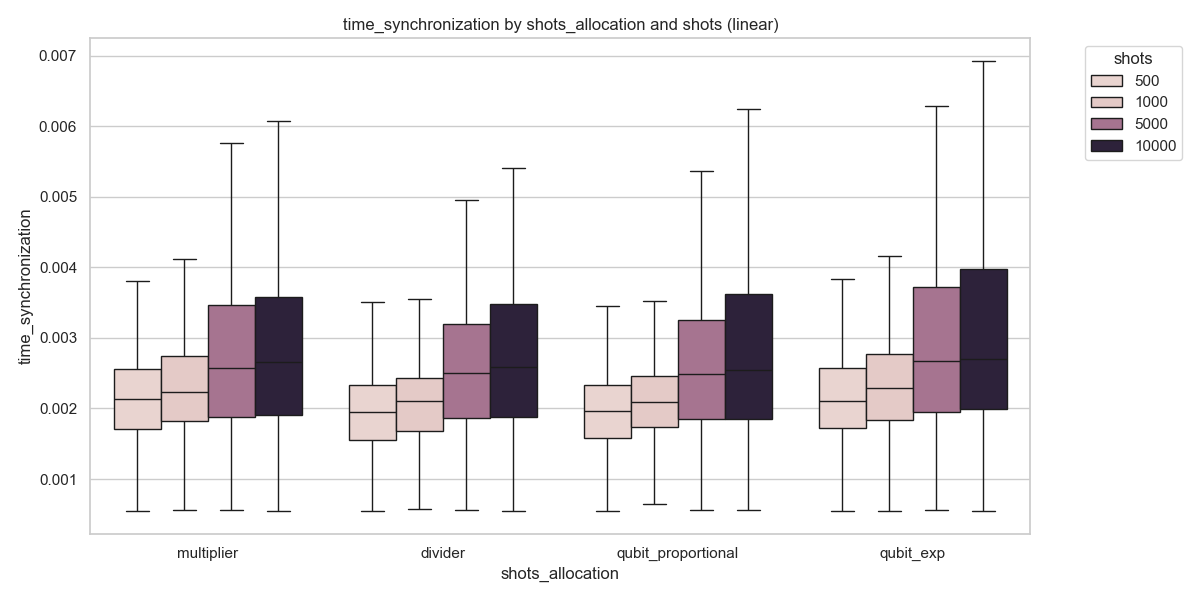 time_synchronization by shots_allocation and shots (linear)
time_synchronization
0.007
0.006
0.005
0.004
0.003
0.002
0.001
multiplier
divider
qubit_proportional
qubit_exp
shots_allocation
shots
500
1000
5000
10000